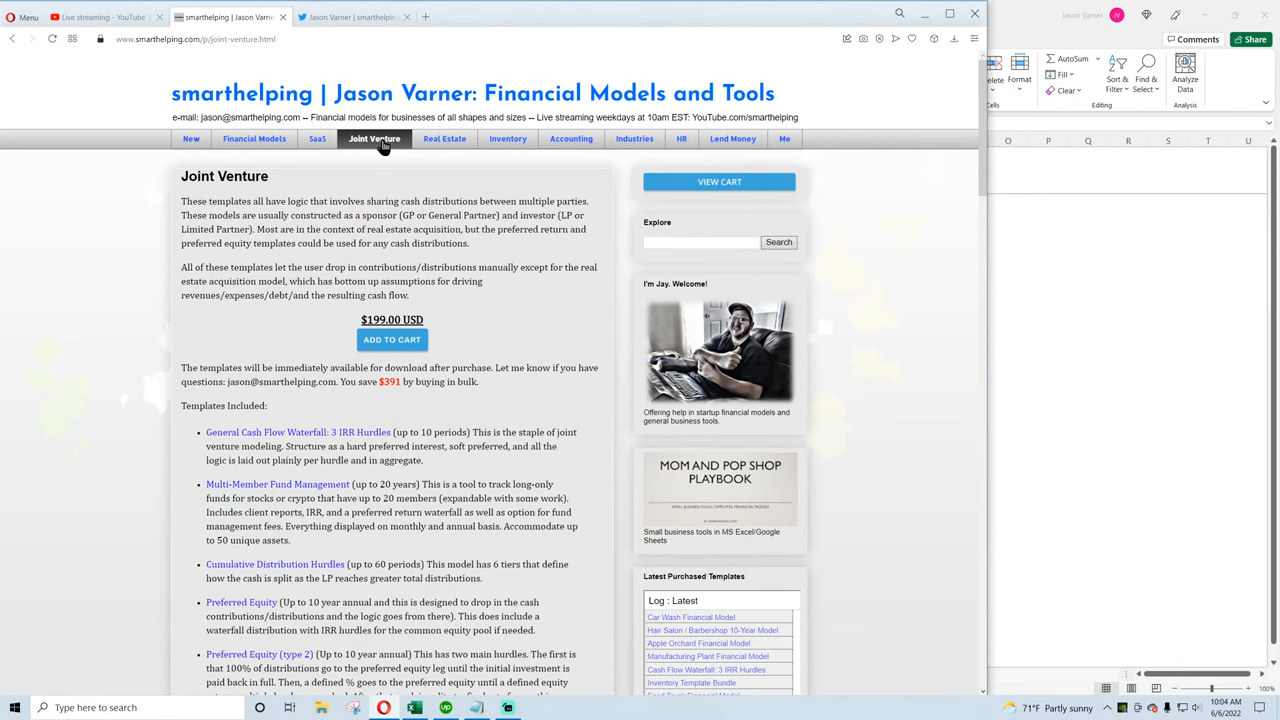 Menu
Live streaming - YouTube
smarthelping | Jason Varner:
Jason Varner | smarthelpin
www.smarthelping.com/p/joint-venture.html
Jason Varner
JV
Comments
Share
smarthelping | Jason Varner: Financial Models and Tools
e-mail: jason@smarthelping.com -- Financial models for businesses of all shapes and sizes -- Live streaming weekdays at 10am EST: YouTube.com/smarthelping
New
Financial Models
SaaS
Joint Venture
Real Estate
Inventory
Accounting
Industries
HR
Lend Money
Me
Joint Venture
These templates all have logic that involves sharing cash distributions between multiple parties.
These models are usually constructed as a sponsor (GP or General Partner) and investor (LP or
Limited Partner). Most are in the context of real estate acquisition, but the preferred return and
preferred equity templates could be used for any cash distributions.
All of these templates let the user drop in contributions/distributions manually except for the real
estate acquisition model, which has bottom up assumptions for driving
revenues/expenses/debt/and the resulting cash flow.
$199.00 USD
ADD TO CART
The templates will be immediately available for download after purchase. Let me know if you have
questions: jason@smarthelping.com. You save $391 by buying in bulk.
Templates Included:
General Cash Flow Waterfall: 3 IRR Hurdles (up to 10 periods) This is the staple of joint
venture modeling. Structure as a hard preferred interest, soft preferred, and all the
logic is laid out plainly per hurdle and in aggregate.
Multi-Member Fund Management (up to 20 years) This is a tool to track long-only
funds for stocks or crypto that have up to 20 members (expandable with some work).
Includes client reports, IRR, and a preferred return waterfall as well as option for fund
management fees. Everything displayed on monthly and annual basis. Accommodate up
to 50 unique assets.
Cumulative Distribution Hurdles (up to 60 periods) This model has 6 tiers that define
how the cash is split as the LP reaches greater total distributions.
Preferred Equity (Up to 10 year annual and this is designed to drop in the cash
contributions/distributions and the logic goes from there). This does include a
waterfall distribution with IRR hurdles for the common equity pool if needed.
Preferred Equity (type 2) (Up to 10 year annual) This has two main hurdles. The first is
that 100% of distributions go to the preferred equity leg until the initial investment is
paid back in full. Then, a defined % goes to the preferred equity until a defined equity
VIEW CART
Explore
Search
I'm Jay. Welcome!
Offering help in startup financial models and
general business tools.
MOM AND POP SHOP
PLAYBOOK
Small business tools in MS Excel/Google
Sheets
Latest Purchased Templates
Log : Latest
Car Wash Financial Model
Hair Salon / Barbershop 10-Year Model
Apple Orchard Financial Model
Manufacturing Plant Financial Model
Cash Flow Waterfall: 3 IRR Hurdles
Inventory Template Bundle
elete
Format
Cells
AutoSum
Fill
Clear
Sort &
Filter
Find &
Select
Editing
Analyze
Data
Analysis
O P Q R S T U
100%
Type here to search
71°F Partly sunny
10:04 AM
6/6/2022